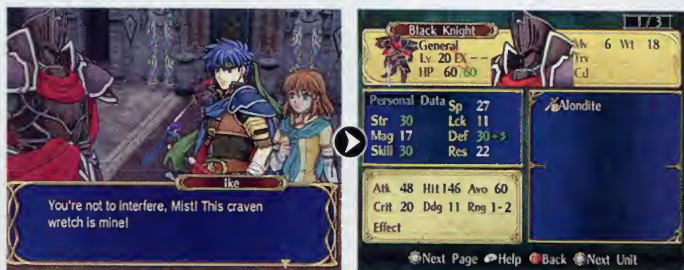 Ike
You're not to interfere, Mist! This craven
wretch is mine!
1/3
Black Knight
General
Lv 20 EX --
HP 60/60
Mv 6 Wt 18
Trv
Cd
Personal Data
Str 30
Mag 17
Skill 30
Sp 27
Lck 11
Def 30+5
Res 22
Alondite
Atk 48 Hit 146 Avo 60
Crit 20 Ddg 11 Rng 1-2
Effect
Next Page Help Back Next Unit